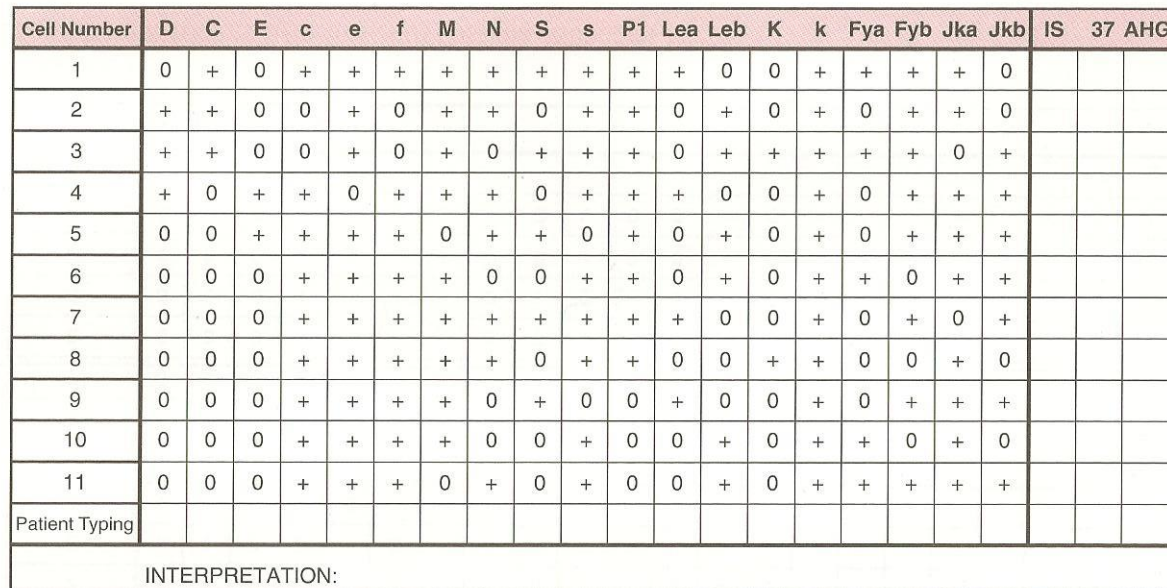 Cell Number D C E c e f M N S s P1 Lea Leb K k Fya Fyb Jka Jkb IS 37 AHG
1 0 + 0 + + + + + + + + + 0 0 + + + + 0
2 + + 0 0 + 0 + + 0 + + 0 + 0 + 0 + + 0
3 + + 0 0 + 0 + 0 + + + 0 + + + + + 0 +
4 + 0 + + 0 + + + 0 + + + 0 0 + 0 + + +
5 0 0 + + + + 0 + + 0 + 0 + 0 + 0 + + +
6 0 0 0 + + + + 0 0 + + 0 + 0 + + 0 + +
7 0 0 0 + + + + + + + + + 0 0 + 0 + 0 +
8 0 0 0 + + + + + 0 + + 0 0 + + 0 0 + 0
9 0 0 0 + + + + 0 + 0 0 + 0 0 + 0 + + +
10 0 0 0 + + + + 0 0 + 0 0 + 0 + + 0 + 0
11 0 0 0 + + + 0 + 0 + 0 0 + 0 + + + + +
Patient Typing
INTERPRETATION: